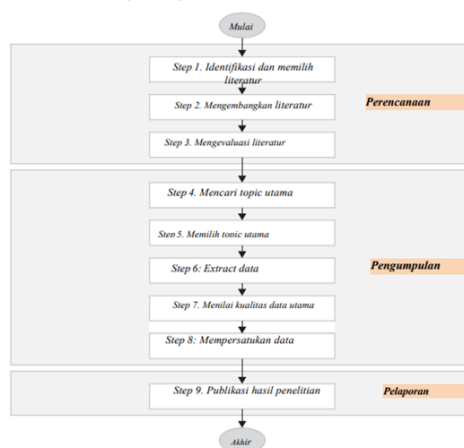 Mulai
Step 1. Identifikasi dan memilih
literatur
Step 2. Mengembangkan literatur
Perencanaan
Step 3. Mengevaluasi literatur
Step 4. Mencari topic utama
Step 5. Memilih topic utama
Step 6: Extract data
Pengumpulan
Step 7. Menilai kualitas data utama
Step 8: Mempersatukan data
Step 9. Publikasi hasil penelitian
Pelaporan
Akhir